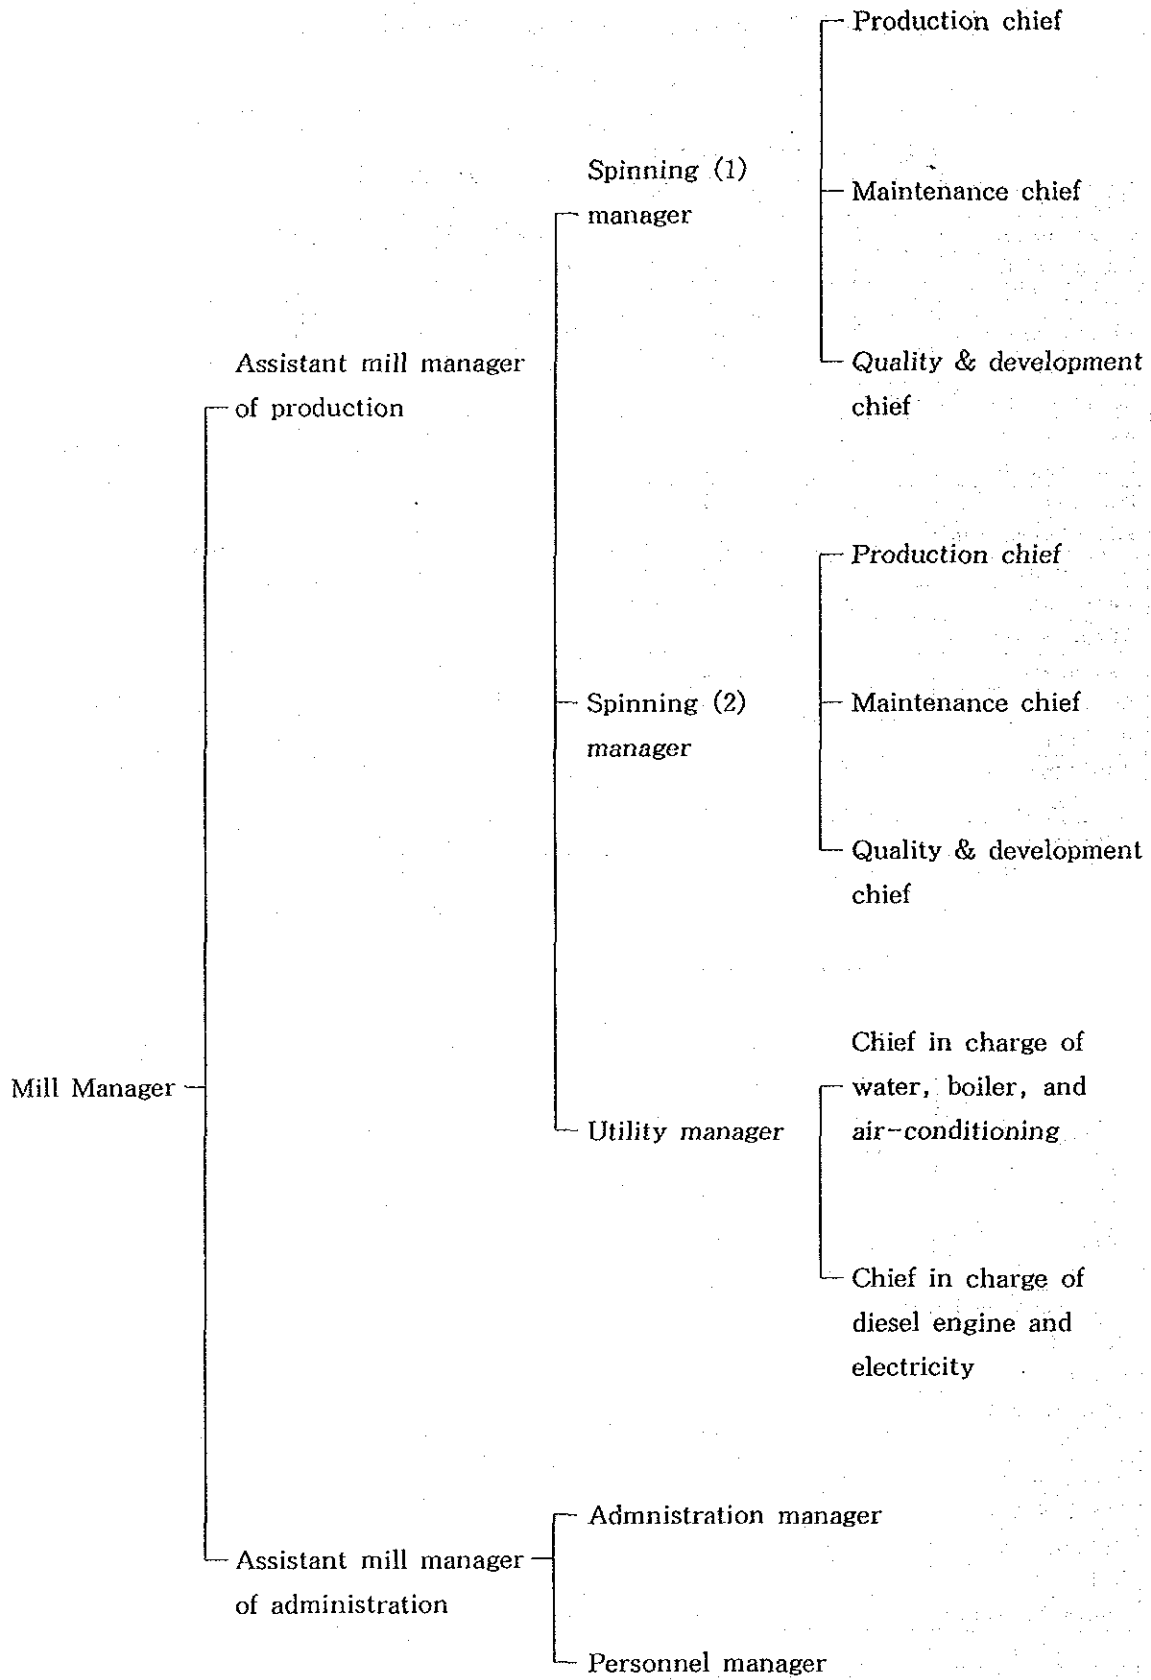 Production chief
Spinning (1)
manager
Maintenance chief
Assistant mill manager
of production
Quality & development
chief
Production chief
Spinning (2)
manager
Maintenance chief
Quality & development
chief
Mill Manager
Utility manager
Chief in charge of
water, boiler, and
air-conditioning
Chief in charge of
diesel engine and
electricity
Assistant mill manager
of administration
Admnistration manager
Personnel manager